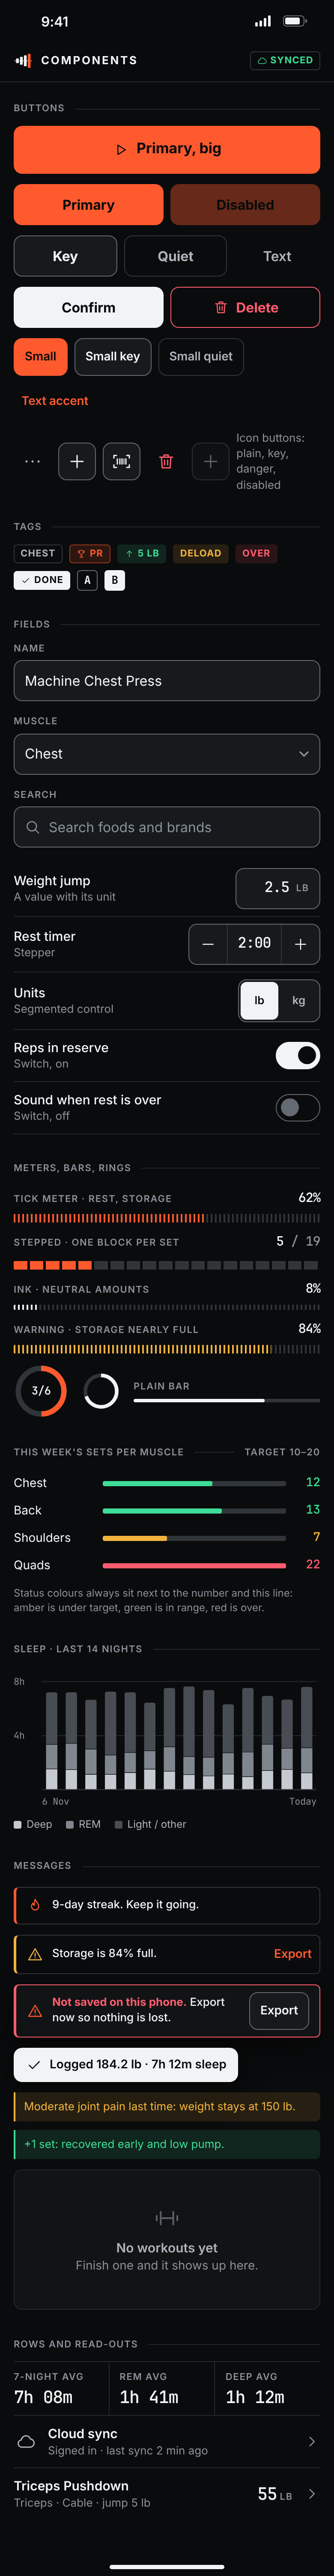 9:41
COMPONENTS
SYNCED
BUTTONS
Primary, big
Primary
Disabled
Key
Quiet
Text
Confirm
Delete
Small
Small key
Small quiet
Text accent
Icon buttons:
plain, key,
danger,
disabled
TAGS
CHEST
PR
5 LB
DELOAD
OVER
DONE
A
B
FIELDS
NAME
Machine Chest Press
MUSCLE
Chest
SEARCH
Search foods and brands
Weight jump
A value with its unit
2.5 LB
Rest timer
Stepper
2:00
Units
Segmented control
lb
kg
Reps in reserve
Switch, on
Sound when rest is over
Switch, off
METERS, BARS, RINGS
TICK METER · REST, STORAGE
62%
STEPPED · ONE BLOCK PER SET
5 / 19
INK · NEUTRAL AMOUNTS
8%
WARNING · STORAGE NEARLY FULL
84%
3/6
PLAIN BAR
THIS WEEK'S SETS PER MUSCLE
TARGET 10–20
Chest
12
Back
13
Shoulders
7
Quads
22
Status colours always sit next to the number and this line:
amber is under target, green is in range, red is over.
SLEEP · LAST 14 NIGHTS
8h
4h
6 Nov
Today
Deep
REM
Light / other
MESSAGES
9-day streak. Keep it going.
Storage is 84% full.
Export
Not saved on this phone. Export
now so nothing is lost.
Export
Logged 184.2 lb · 7h 12m sleep
Moderate joint pain last time: weight stays at 150 lb.
+1 set: recovered early and low pump.
No workouts yet
Finish one and it shows up here.
ROWS AND READ-OUTS
7-NIGHT AVG
REM AVG
DEEP AVG
7h 08m
1h 41m
1h 12m
Cloud sync
Signed in · last sync 2 min ago
Triceps Pushdown
Triceps · Cable · jump 5 lb
55 LB